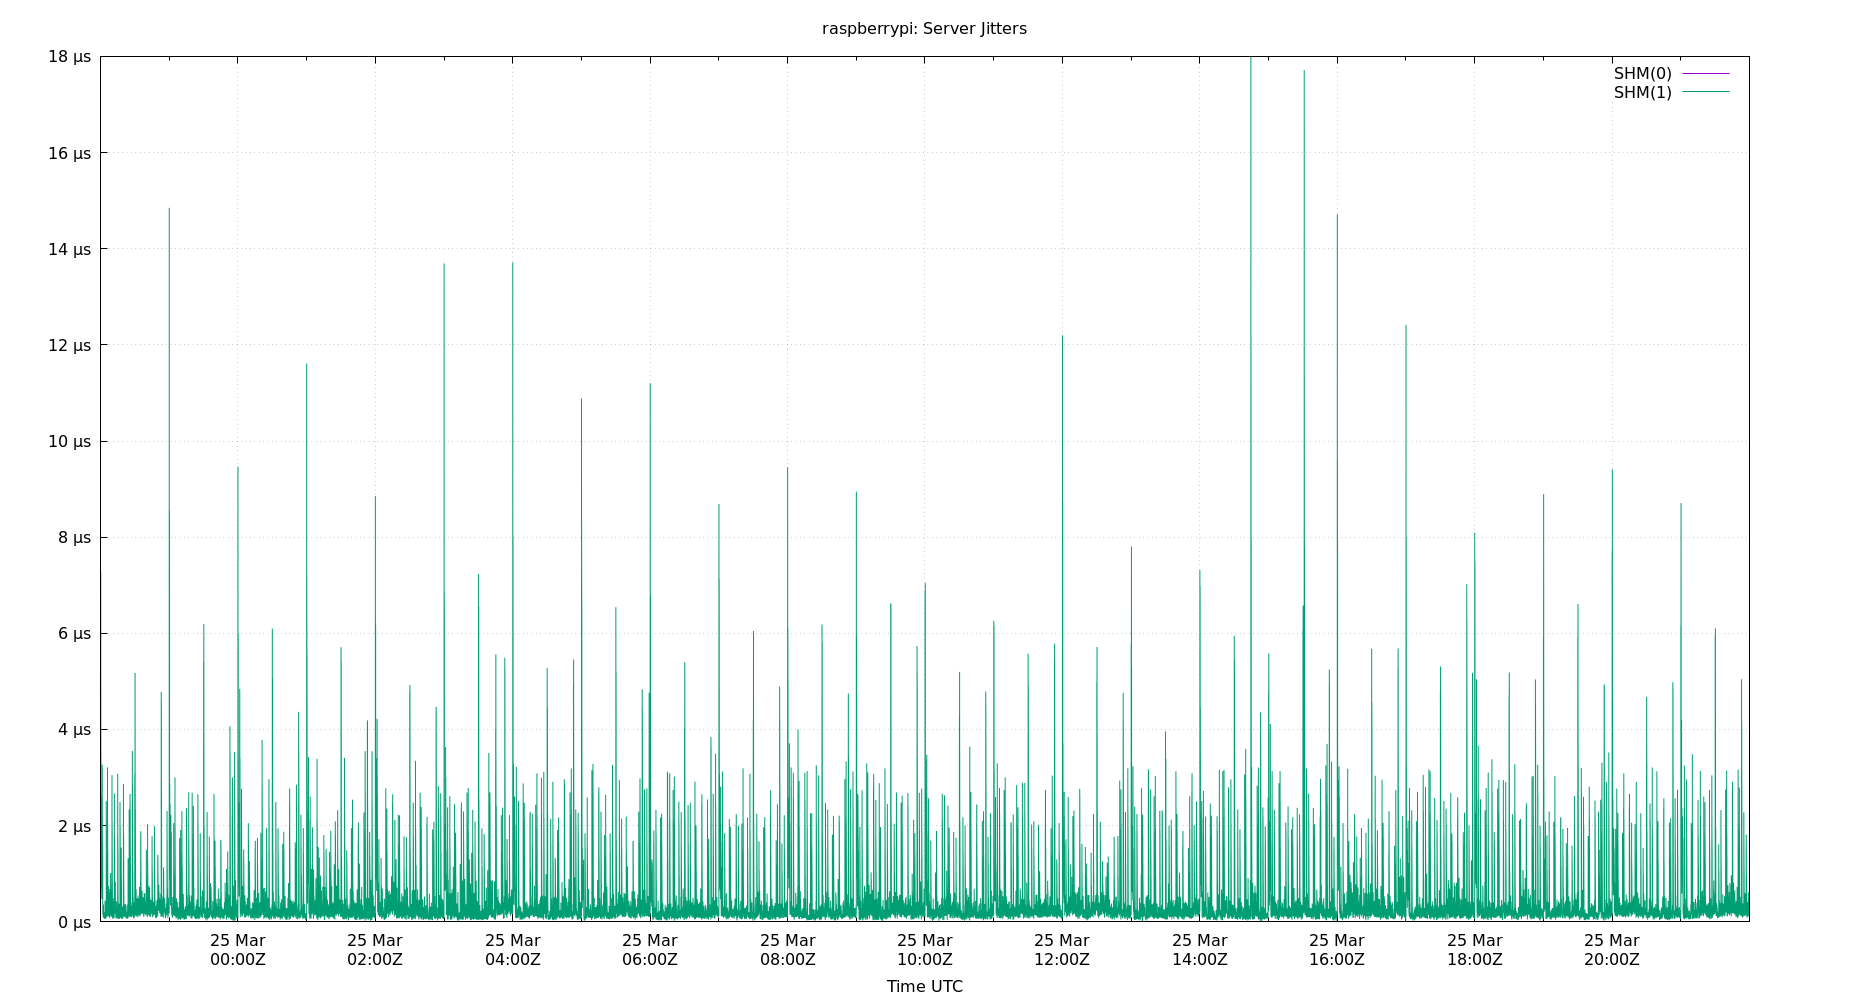 raspberrypi: Server Jitters
18 µs
16 µs
14 µs
12 µs
10 µs
8 µs
6 µs
4 µs
2 µs
0 µs
SHM(0)
SHM(1)
25 Mar
00:00Z
25 Mar
02:00Z
25 Mar
04:00Z
25 Mar
06:00Z
25 Mar
08:00Z
25 Mar
10:00Z
25 Mar
12:00Z
25 Mar
14:00Z
25 Mar
16:00Z
25 Mar
18:00Z
25 Mar
20:00Z
Time UTC